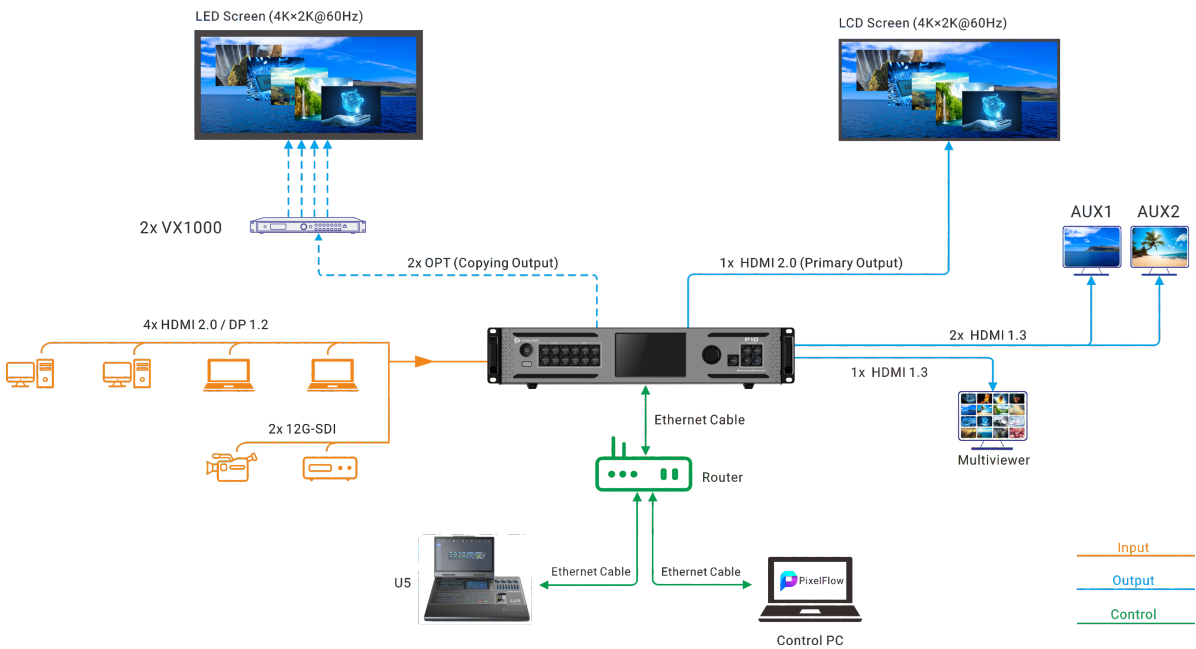 LED Screen (4K×2K@60Hz)
LCD Screen (4K×2K@60Hz)
AUX1
AUX2
2x VX1000
2x OPT (Copying Output)
1x HDMI 2.0 (Primary Output)
4x HDMI 2.0 / DP 1.2
P10
2x HDMI 1.3
1x HDMI 1.3
Ethernet Cable
2x 12G-SDI
Multiviewer
Router
Input
U5
Ethernet Cable
Ethernet Cable
PixelFlow
Output
Control
Control PC